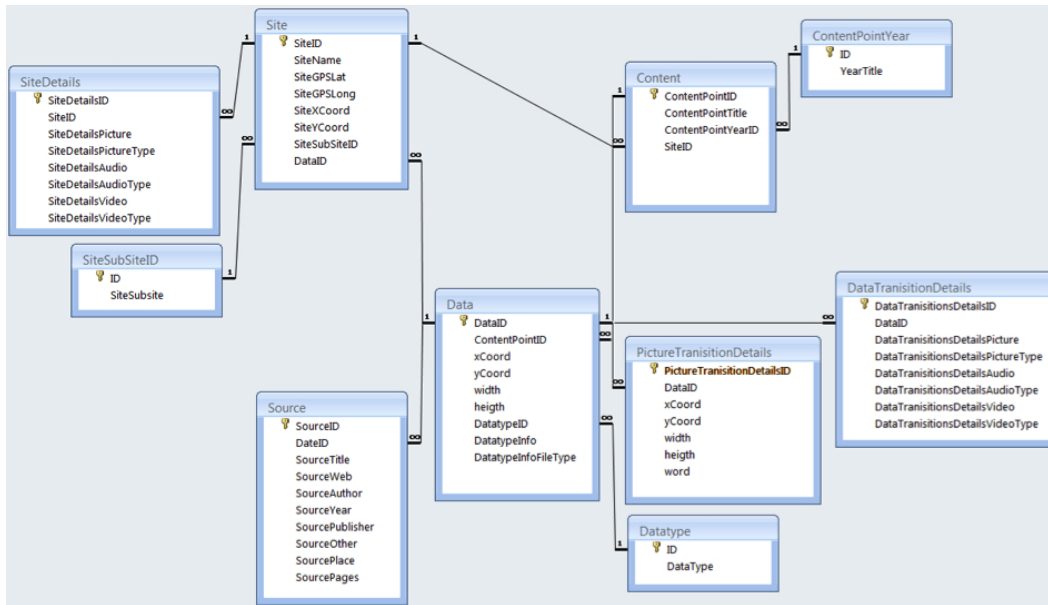 Site
SiteID
SiteName
SiteGPSLat
SiteGPSLong
SiteXCoord
SiteYCoord
SiteSubSiteID
DataID
1
∞
∞
1
∞
SiteDetails
SiteDetailsID
SiteID
SiteDetailsPicture
SiteDetailsPictureType
SiteDetailsAudio
SiteDetailsAudioType
SiteDetailsVideo
SiteDetailsVideoType
∞
SiteSubSiteID
ID
SiteSubsite
1
Content
ContentPointID
ContentPointTitle
ContentPointYearID
SiteID
1
∞
∞
ContentPointYear
ID
YearTitle
1
Data
DataID
ContentPointID
xCoord
yCoord
width
heigth
DatatypeID
DatatypeInfo
DatatypeInfoFileType
1
1
∞
∞
Source
SourceID
DateID
SourceTitle
SourceWeb
SourceAuthor
SourceYear
SourcePublisher
SourceOther
SourcePlace
SourcePages
∞
PictureTranisitionDetails
PictureTranisitionDetailsID
DataID
xCoord
yCoord
width
heigth
word
∞
DataTranisitionDetails
DataTranisitionsDetailsID
DataID
DataTranisitionsDetailsPicture
DataTranisitionsDetailsPictureType
DataTranisitionsDetailsAudio
DataTranisitionsDetailsAudioType
DataTranisitionsDetailsVideo
DataTranisitionsDetailsVideoType
∞
Datatype
ID
DataType
1